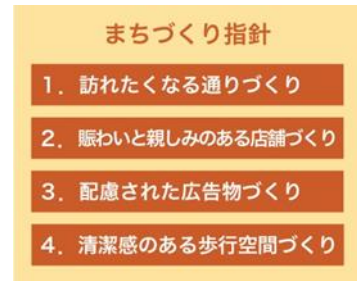 まちづくり指針
1．訪れたくなる通りづくり
2．賑わいと親しみのある店舗づくり
3．配慮された広告物づくり
4．清潔感のある歩行空間づくり